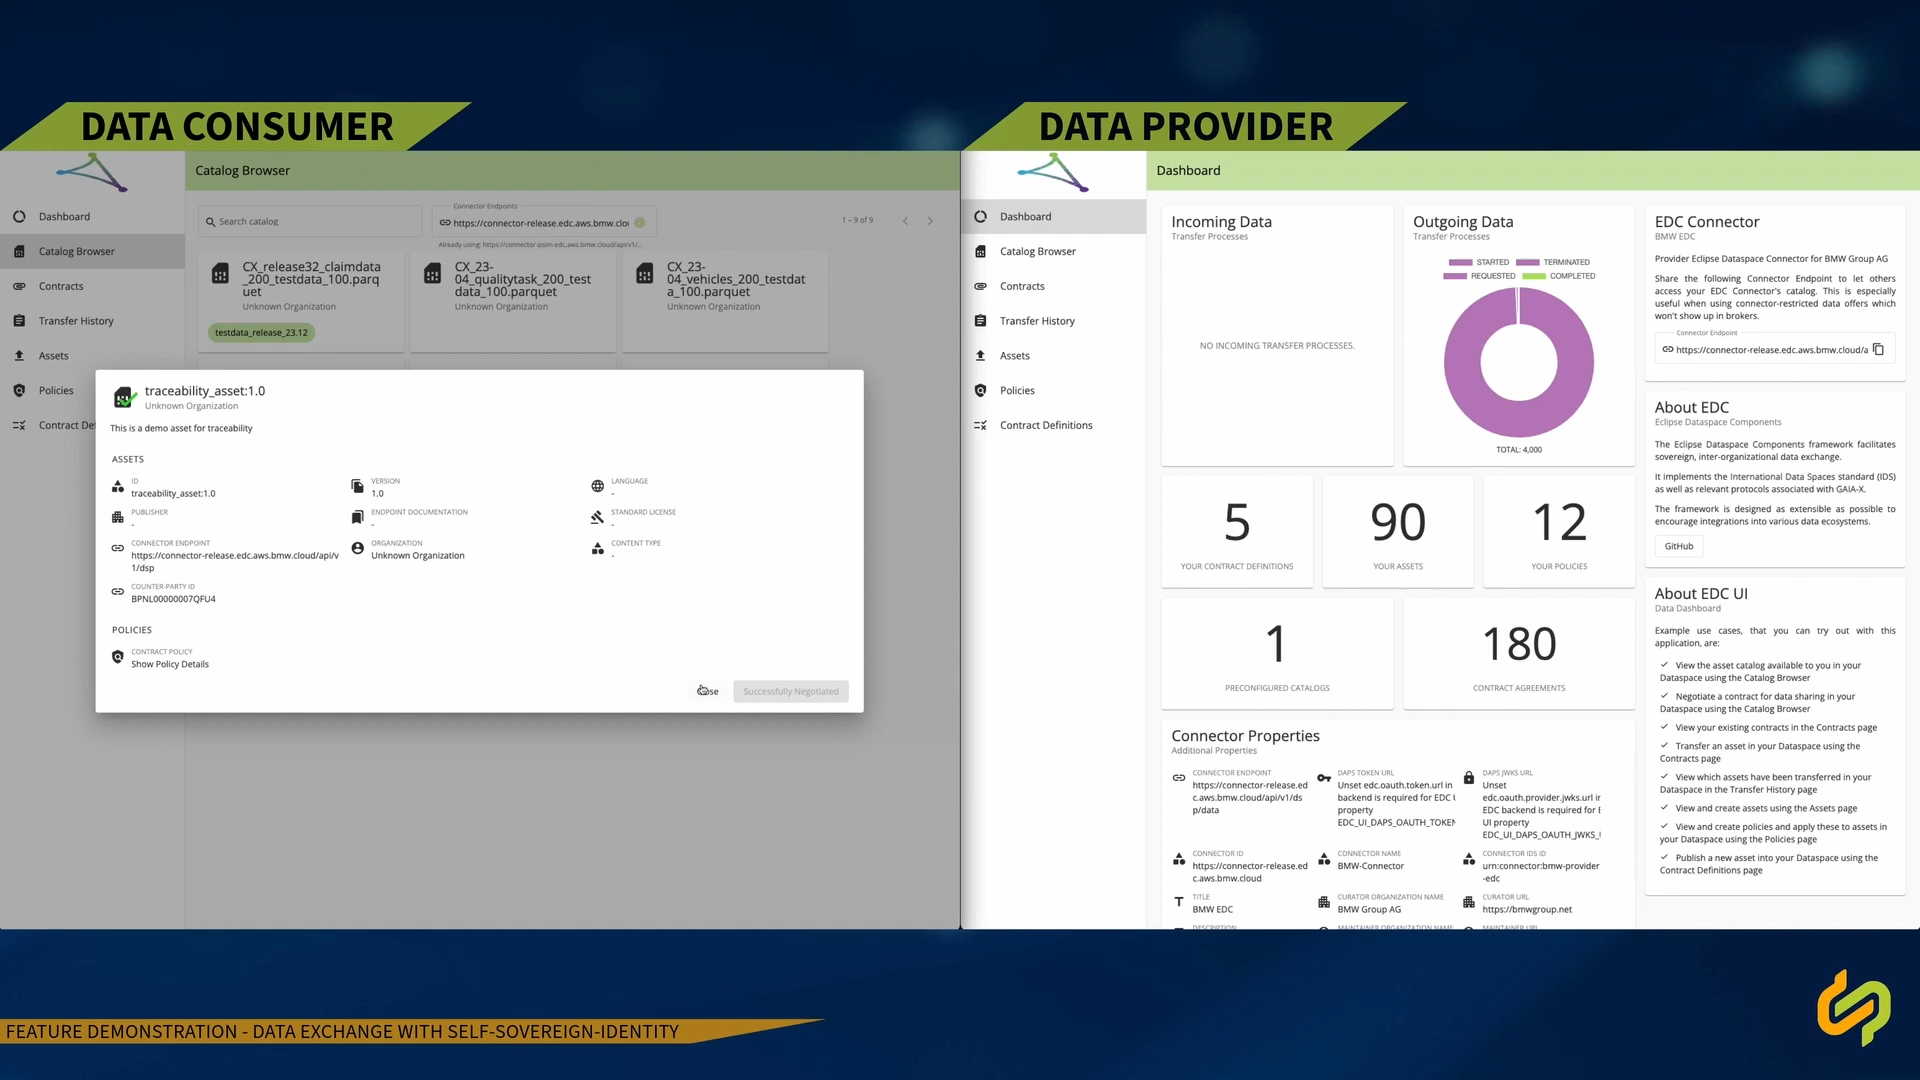 DATA CONSUMER
Catalog Browser
Dashboard
Catalog Browser
Contracts
Transfer History
Assets
Policies
Contract De
Search catalog
Connector Endpoints
https://connector-release.edc.aws.bmw.clou
Already using: https://connector-psim.edc.aws.bmw.cloud/api/v1/...
1 – 9 of 9
CX_release32_claimdata
_200_testdata_100.parq
uet
Unknown Organization
testdata_release_23.12
CX_23-
04_qualitytask_200_test
data_100.parquet
Unknown Organization
CX_23-
04_vehicles_200_testdat
a_100.parquet
Unknown Organization
traceability_asset:1.0
Unknown Organization
This is a demo asset for traceability
ASSETS
ID
traceability_asset:1.0
VERSION
1.0
LANGUAGE
-
PUBLISHER
-
ENDPOINT DOCUMENTATION
-
STANDARD LICENSE
-
CONNECTOR ENDPOINT
https://connector-release.edc.aws.bmw.cloud/api/v
1/dsp
ORGANIZATION
Unknown Organization
CONTENT TYPE
-
COUNTER-PARTY ID
BPNL00000007QFU4
POLICIES
CONTRACT POLICY
Show Policy Details
Successfully Negotiated
DATA PROVIDER
Dashboard
Dashboard
Catalog Browser
Contracts
Transfer History
Assets
Policies
Contract Definitions
Incoming Data
Transfer Processes
NO INCOMING TRANSFER PROCESSES.
Outgoing Data
Transfer Processes
STARTED
TERMINATED
REQUESTED
COMPLETED
TOTAL: 4,000
5
YOUR CONTRACT DEFINITIONS
90
YOUR ASSETS
12
YOUR POLICIES
1
PRECONFIGURED CATALOGS
180
CONTRACT AGREEMENTS
Connector Properties
Additional Properties
CONNECTOR ENDPOINT
https://connector-release.ed
c.aws.bmw.cloud/api/v1/ds
p/data
DAPS TOKEN URL
Unset edc.oauth.token.url in
backend is required for EDC U
property
EDC_UI_DAPS_OAUTH_TOKEN
DAPS JWKS URL
Unset
edc.oauth.provider.jwks.url in
EDC backend is required for E
UI property
EDC_UI_DAPS_OAUTH_JWKS_U
CONNECTOR ID
https://connector-release.ed
c.aws.bmw.cloud
CONNECTOR NAME
BMW-Connector
CONNECTOR IDS ID
urn:connector:bmw-provider
-edc
TITLE
BMW EDC
CURATOR ORGANIZATION NAME
BMW Group AG
CURATOR URL
https://bmwgroup.net
DESCRIPTION
MAINTAINER ORGANIZATION NAME
MAINTAINER URL
EDC Connector
BMW EDC
Provider Eclipse Dataspace Connector for BMW Group AG
Share the following Connector Endpoint to let others
access your EDC Connector's catalog. This is especially
useful when using connector-restricted data offers which
won't show up in brokers.
Connector Endpoint
https://connector-release.edc.aws.bmw.cloud/a
About EDC
Eclipse Dataspace Components
The Eclipse Dataspace Components framework facilitates
sovereign, inter-organizational data exchange.
It implements the International Data Spaces standard (IDS)
as well as relevant protocols associated with GAIA-X.
The framework is designed as extensible as possible to
encourage integrations into various data ecosystems.
GitHub
About EDC UI
Data Dashboard
Example use cases, that you can try out with this
application, are:
View the asset catalog available to you in your
Dataspace using the Catalog Browser
Negotiate a contract for data sharing in your
Dataspace using the Catalog Browser
View your existing contracts in the Contracts page
Transfer an asset in your Dataspace using the
Contracts page
View which assets have been transferred in your
Dataspace in the Transfer History page
View and create assets using the Assets page
View and create policies and apply these to assets in
your Dataspace using the Policies page
Publish a new asset into your Dataspace using the
Contract Definitions page
FEATURE DEMONSTRATION - DATA EXCHANGE WITH SELF-SOVEREIGN-IDENTITY